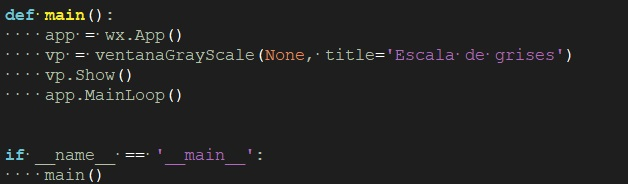 def main():
    app = wx.App()
    vp = ventanaGrayScale(None, title='Escala de grises')
    vp.Show()
    app.MainLoop()
if __name__ == '__main__':
    main()